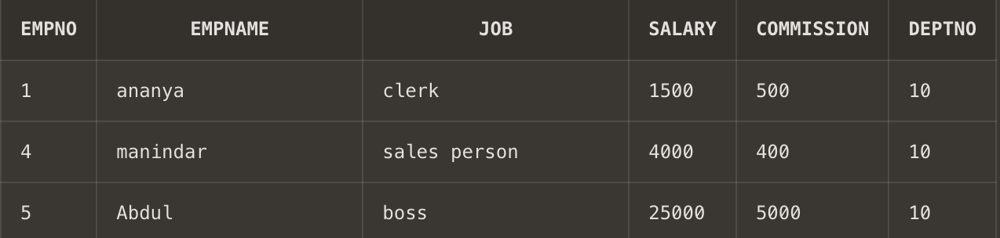 EMPNO EMPNAME JOB SALARY COMMISSION DEPTNO
1 ananya clerk 1500 500 10
4 manindar sales person 4000 400 10
5 Abdul boss 25000 5000 10